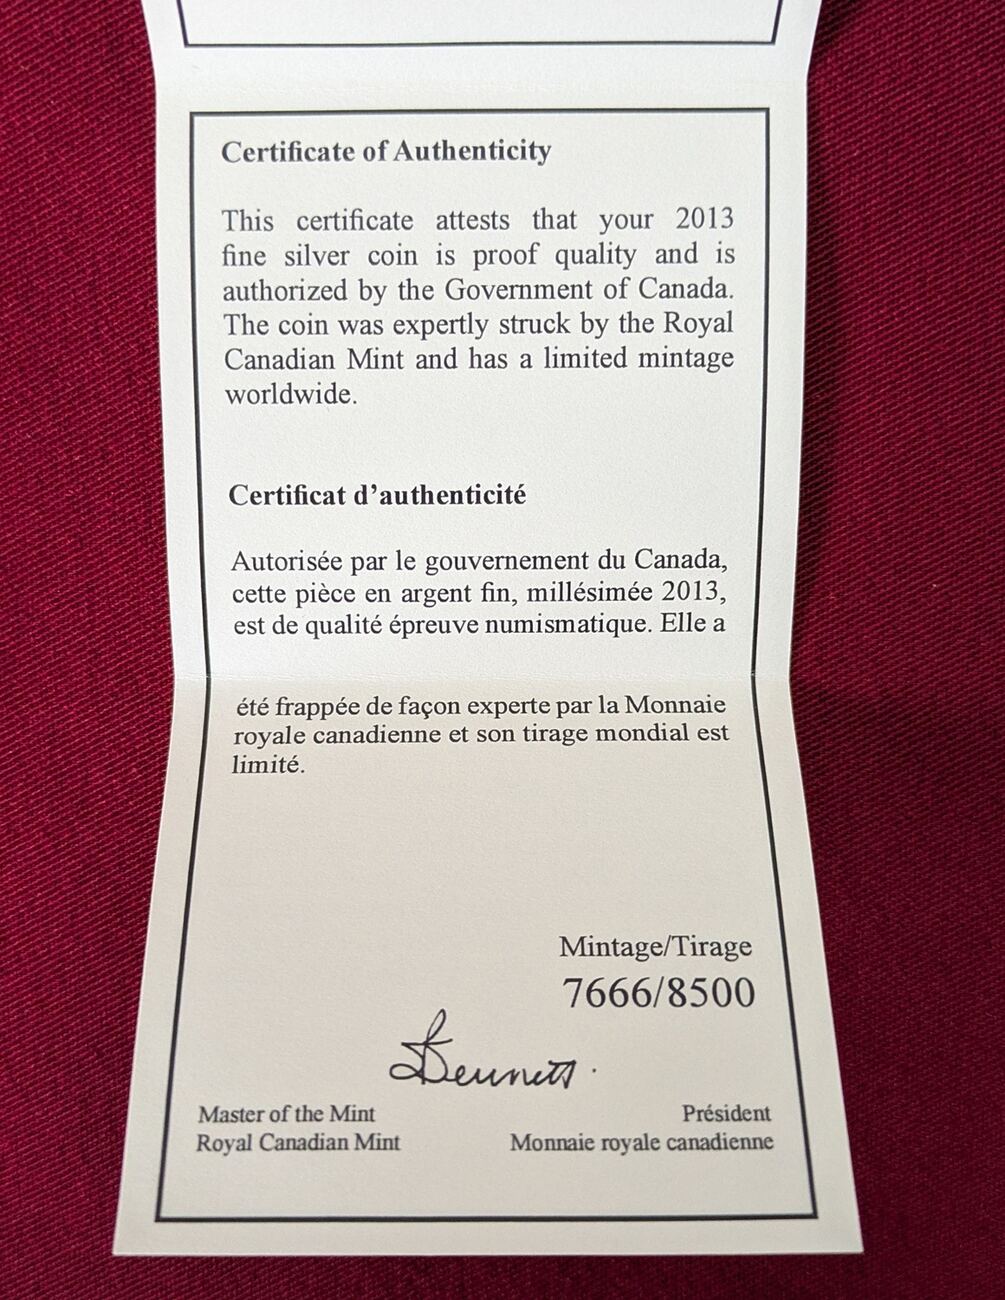 Certificate of Authenticity
This certificate attests that your 2013
fine silver coin is proof quality and is
authorized by the Government of Canada.
The coin was expertly struck by the Royal
Canadian Mint and has a limited mintage
worldwide.
Certificat d’authenticité
Autorisée par le gouvernement du Canada,
cette pièce en argent fin, millésimée 2013,
est de qualité épreuve numismatique. Elle a
été frappée de façon experte par la Monnaie
royale canadienne et son tirage mondial est
limité.
Mintage/Tirage
7666/8500
Bennett.
Master of the Mint
Royal Canadian Mint
Président
Monnaie royale canadienne